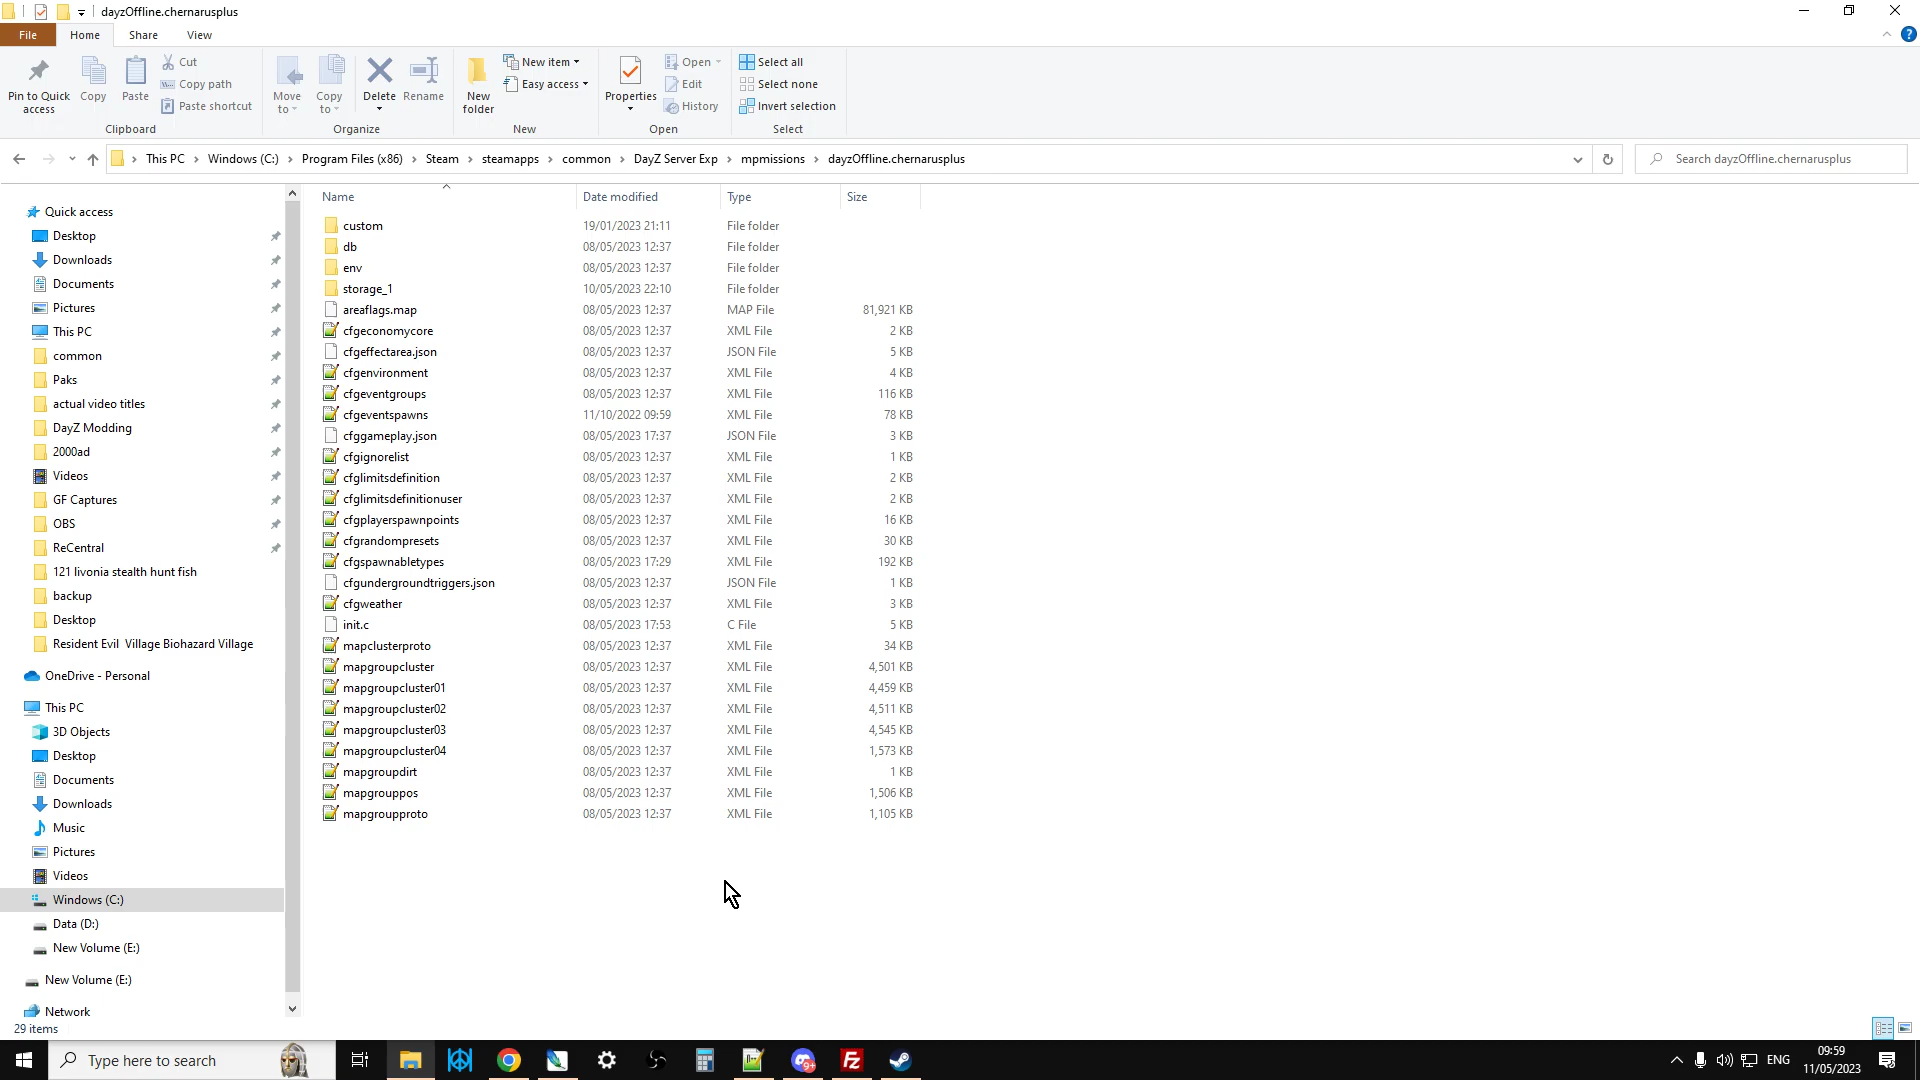 dayzOffline.chernarusplus
File Home Share View
Pin to Quick access
Copy
Paste
Cut
Copy path
Paste shortcut
Clipboard
Move to
Copy to
Delete
Rename
Organize
New folder
New item
Easy access
New
Properties
Open
Edit
History
Open
Select all
Select none
Invert selection
Select
This PC Windows (C:) Program Files (x86) Steam steamapps common DayZ Server Exp mpmissions dayzOffline.chernarusplus
Search dayzOffline.chernarusplus
Quick access
Desktop
Downloads
Documents
Pictures
This PC
common
Paks
actual video titles
DayZ Modding
2000ad
Videos
GF Captures
OBS
ReCentral
121 livonia stealth hunt fish
backup
Desktop
Resident Evil Village Biohazard Village
OneDrive - Personal
This PC
3D Objects
Desktop
Documents
Downloads
Music
Pictures
Videos
Windows (C:)
Data (D:)
New Volume (E:)
New Volume (E:)
Network
Name Date modified Type Size
custom 19/01/2023 21:11 File folder
db 08/05/2023 12:37 File folder
env 08/05/2023 12:37 File folder
storage_1 10/05/2023 22:10 File folder
areaflags.map 08/05/2023 12:37 MAP File 81,921 KB
cfgeconomycore 08/05/2023 12:37 XML File 2 KB
cfgeffectarea.json 08/05/2023 12:37 JSON File 5 KB
cfgenvironment 08/05/2023 12:37 XML File 4 KB
cfgeventgroups 08/05/2023 12:37 XML File 116 KB
cfgeventspawns 11/10/2022 09:59 XML File 78 KB
cfggameplay.json 08/05/2023 17:37 JSON File 3 KB
cfgignorelist 08/05/2023 12:37 XML File 1 KB
cfglimitsdefinition 08/05/2023 12:37 XML File 2 KB
cfglimitsdefinitionuser 08/05/2023 12:37 XML File 2 KB
cfgplayerspawnpoints 08/05/2023 12:37 XML File 16 KB
cfgrandompresets 08/05/2023 12:37 XML File 30 KB
cfgspawnabletypes 08/05/2023 17:29 XML File 192 KB
cfgundergroundtriggers.json 08/05/2023 12:37 JSON File 1 KB
cfgweather 08/05/2023 12:37 XML File 3 KB
init.c 08/05/2023 17:53 C File 5 KB
mapclusterproto 08/05/2023 12:37 XML File 34 KB
mapgroupcluster 08/05/2023 12:37 XML File 4,501 KB
mapgroupcluster01 08/05/2023 12:37 XML File 4,459 KB
mapgroupcluster02 08/05/2023 12:37 XML File 4,511 KB
mapgroupcluster03 08/05/2023 12:37 XML File 4,545 KB
mapgroupcluster04 08/05/2023 12:37 XML File 1,573 KB
mapgroupdirt 08/05/2023 12:37 XML File 1 KB
mapgrouppos 08/05/2023 12:37 XML File 1,506 KB
mapgroupproto 08/05/2023 12:37 XML File 1,105 KB
29 items
Type here to search
9+
Fz
ENG
09:59
11/05/2023